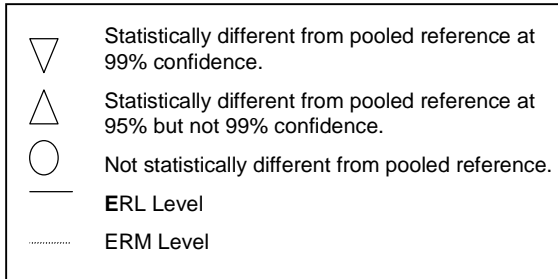 Statistically different from pooled reference at
99% confidence.
Statistically different from pooled reference at
95% but not 99% confidence.
Not statistically different from pooled reference.
ERL Level
ERM Level